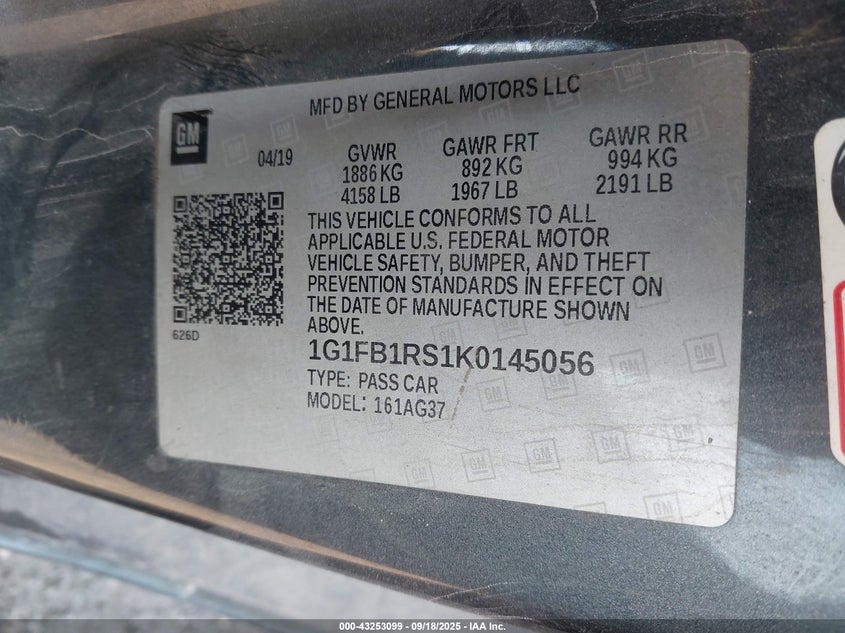 MFD BY GENERAL MOTORS LLC
GM
04/19
GVWR GAWR FRT GAWR RR
1886 KG 892 KG 994 KG
4158 LB 1967 LB 2191 LB
THIS VEHICLE CONFORMS TO ALL
APPLICABLE U.S. FEDERAL MOTOR
VEHICLE SAFETY, BUMPER, AND THEFT
PREVENTION STANDARDS IN EFFECT ON
THE DATE OF MANUFACTURE SHOWN
ABOVE.
626D
1G1FB1RS1K0145056
TYPE: PASS CAR
MODEL: 161AG37
000-43253099 - 09/18/2025 - IAA Inc.